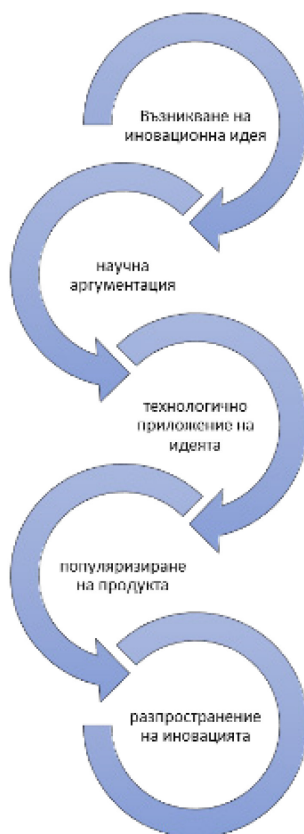 Възникване на
иновационна идея
научна
аргументация
технологично
приложение на
идеята
популяризиране
на продукта
разпространение
на иновацията